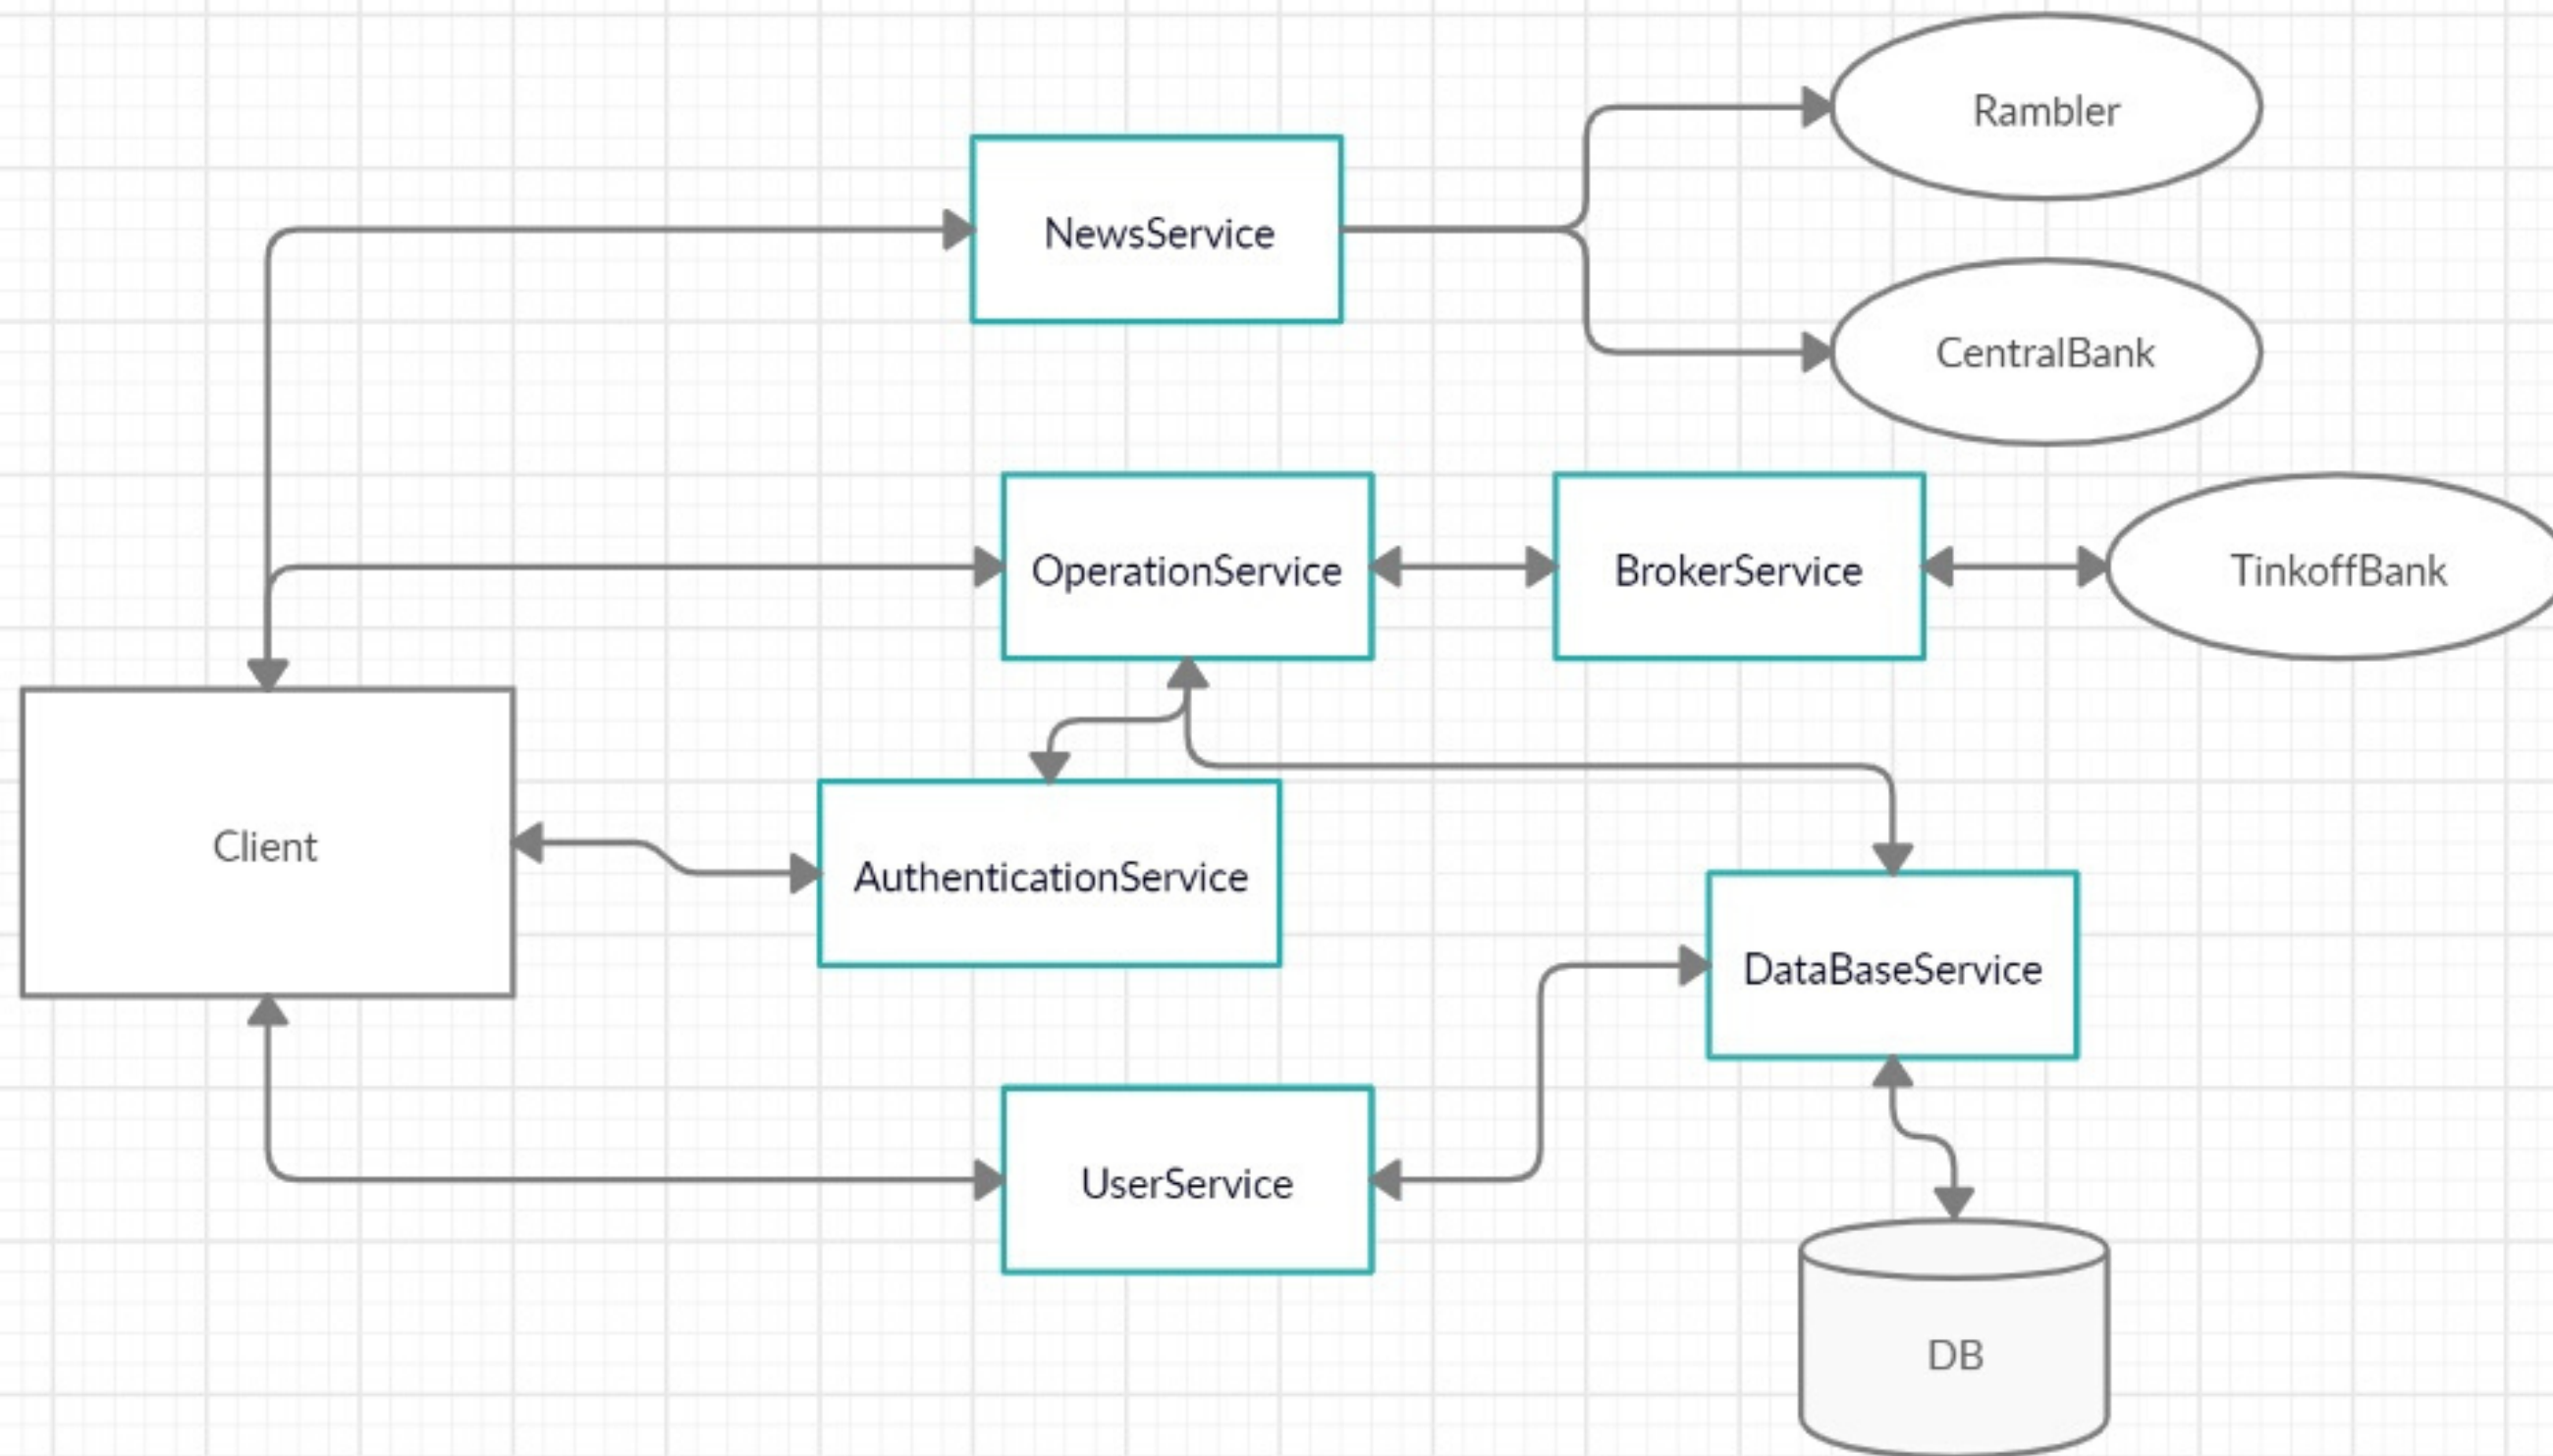 Rambler
NewsService
CentralBank
OperationService
BrokerService
TinkoffBank
Client
AuthenticationService
DataBaseService
UserService
DB